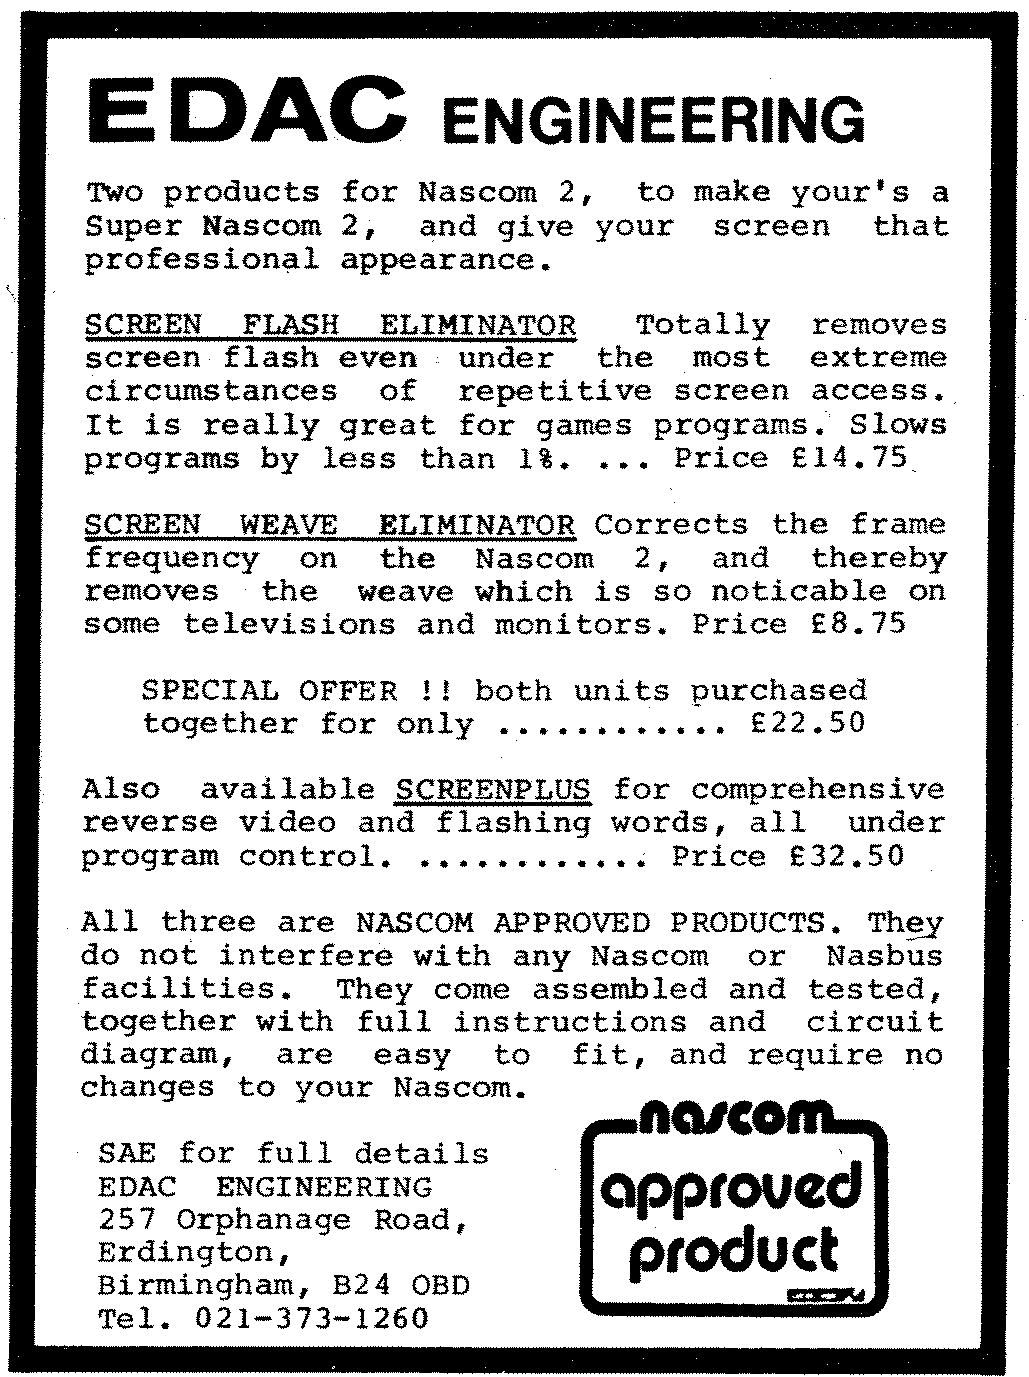 EDAC ENGINEERING
Two products for Nascom 2, to make your's a
Super Nascom 2, and give your screen that
professional appearance.
SCREEN FLASH ELIMINATOR Totally removes
screen flash even under the most extreme
circumstances of repetitive screen access.
It is really great for games programs. Slows
programs by less than 1%. ... Price £14.75
SCREEN WEAVE ELIMINATOR Corrects the frame
frequency on the Nascom 2, and thereby
removes the weave which is so noticable on
some televisions and monitors. Price £8.75
SPECIAL OFFER !! both units purchased
together for only ............ £22.50
Also available SCREENPLUS for comprehensive
reverse video and flashing words, all under
program control. ............ Price £32.50
All three are NASCOM APPROVED PRODUCTS. They
do not interfere with any Nascom or Nasbus
facilities. They come assembled and tested,
together with full instructions and circuit
diagram, are easy to fit, and require no
changes to your Nascom.
SAE for full details
EDAC ENGINEERING
257 Orphanage Road,
Erdington,
Birmingham, B24 OBD
Tel. 021-373-1260
nascom
approved
product